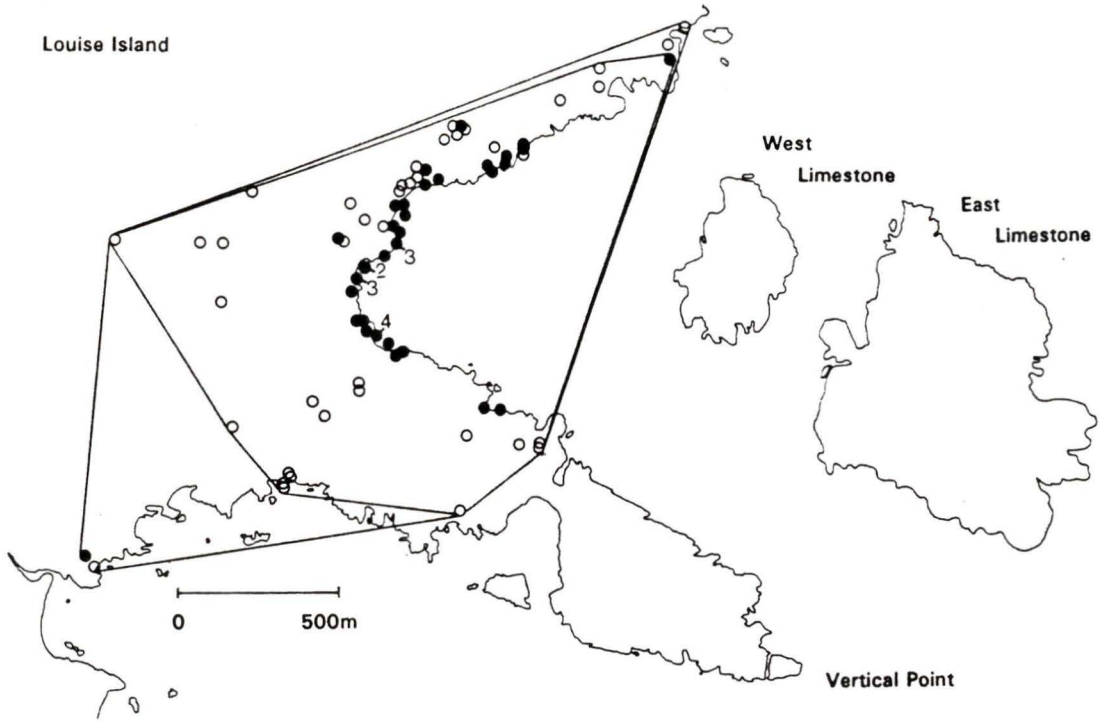 Louise Island
West
Limestone
East
Limestone
3
2
3
4
0 500m
Vertical Point